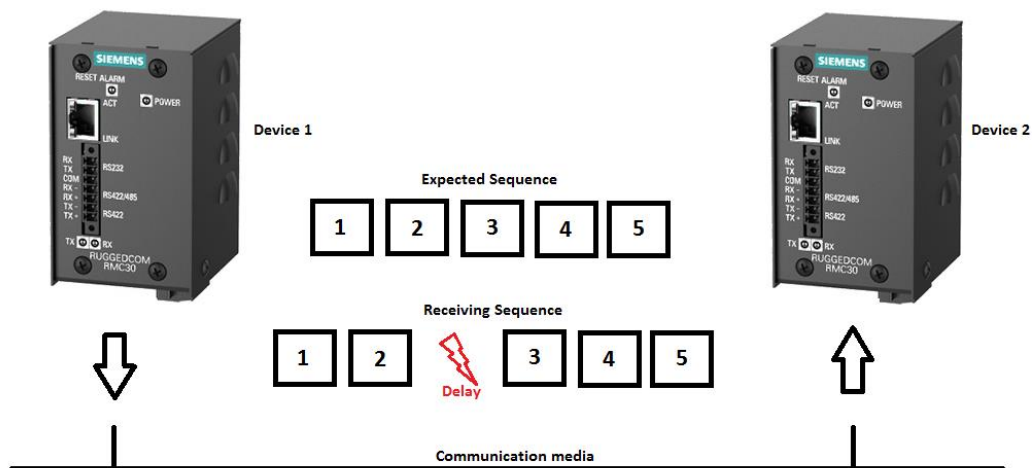 SIEMENS
RESET ALARM
ACT
POWER
LINK
RX
TX
COM
RX -
RX +
TX -
TX +
RS232
RS422/485
RS422
TX
RX
RUGGEDCOM
RMC30
Device 1
SIEMENS
RESET ALARM
ACT
POWER
LINK
RX
TX
COM
RX -
RX +
TX -
TX +
RS232
RS422/485
RS422
TX
RX
RUGGEDCOM
RMC30
Device 2
Expected Sequence
1 2 3 4 5
Receiving Sequence
1 2 3 4 5
Delay
Communication media